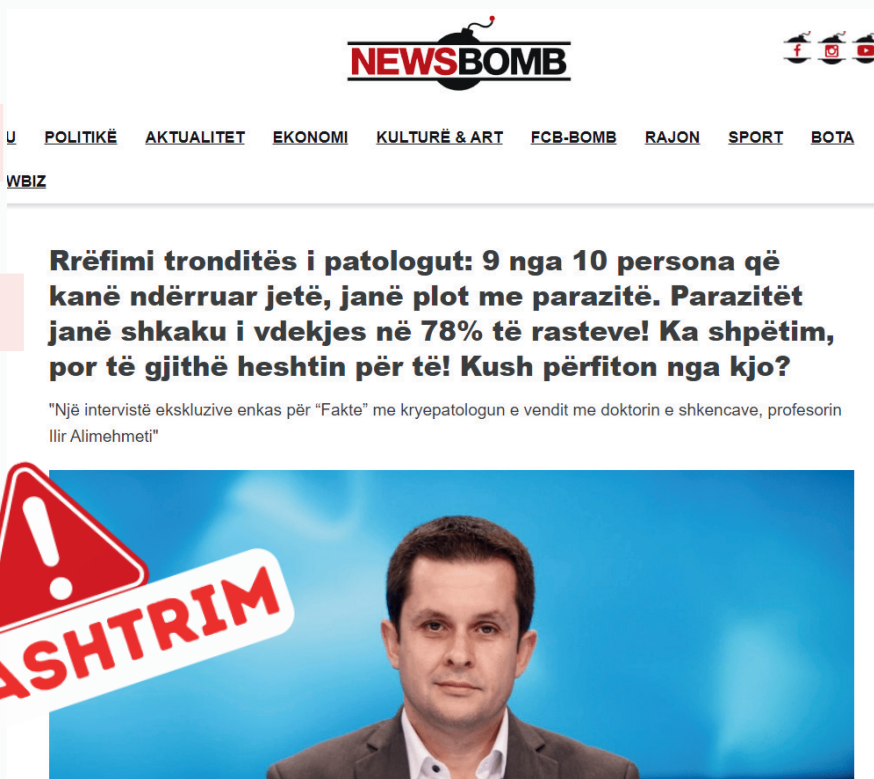 NEWSBOMB
U POLITIKË AKTUALITET EKONOMI KULTURË & ART FCB-BOMB RAJON SPORT BOTA
WBIZ
Rrëfimi tronditës i patologut: 9 nga 10 persona që
kanë ndërruar jetë, janë plot me parazitë. Parazitët
janë shkaku i vdekjes në 78% të rasteve! Ka shpëtim,
por të gjithë heshtin për të! Kush përfiton nga kjo?
"Një intervistë ekskluzive enkas për “Fakte” me kryepatologun e vendit me doktorin e shkencave, profesorin
Ilir Alimehmeti"
ASHTRIM